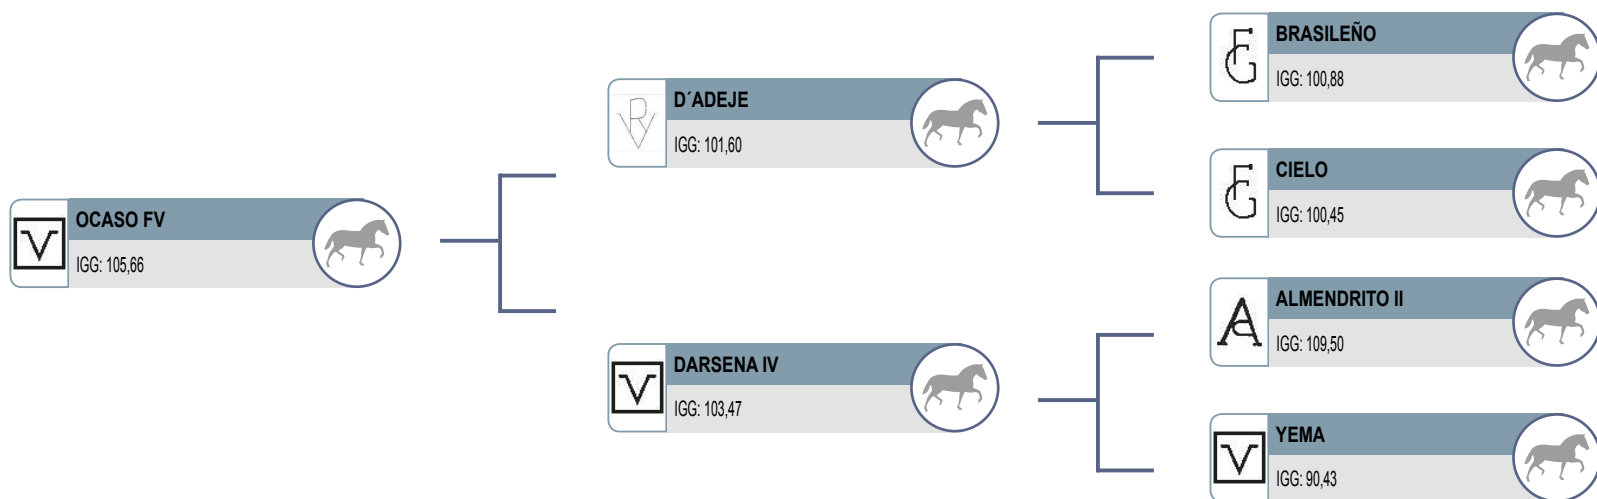 BRASILEÑO
IGG: 100,88
D´ADEJE
IGG: 101,60
CIELO
IGG: 100,45
OCASO FV
IGG: 105,66
ALMENDRITO II
IGG: 109,50
DARSENA IV
IGG: 103,47
YEMA
IGG: 90,43